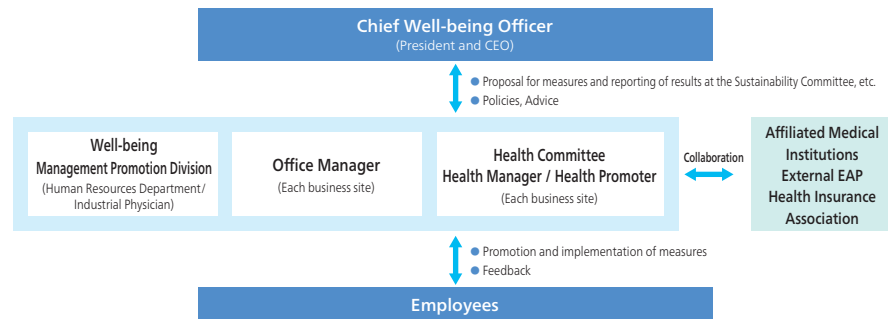 Chief Well-being Officer
(President and CEO)
● Proposal for measures and reporting of results at the Sustainability Committee, etc.
● Policies, Advice
Well-being
Management Promotion Division
(Human Resources Department/
Industrial Physician)
Office Manager
(Each business site)
Health Committee
Health Manager / Health Promoter
(Each business site)
Collaboration
Affiliated Medical
Institutions
External EAP
Health Insurance
Association
● Promotion and implementation of measures
● Feedback
Employees